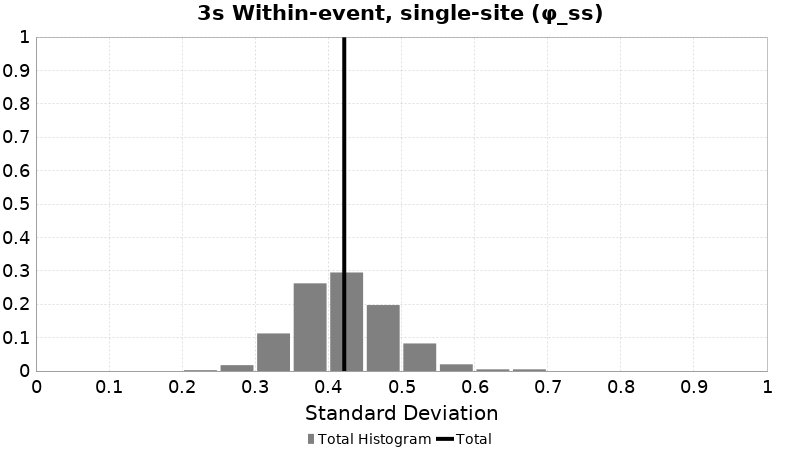 3s Within-event, single-site (φ_ss)
1
0.9
0.8
0.7
0.6
0.5
0.4
0.3
0.2
0.1
0
0 0.1 0.2 0.3 0.4 0.5 0.6 0.7 0.8 0.9 1
Standard Deviation
Total Histogram Total